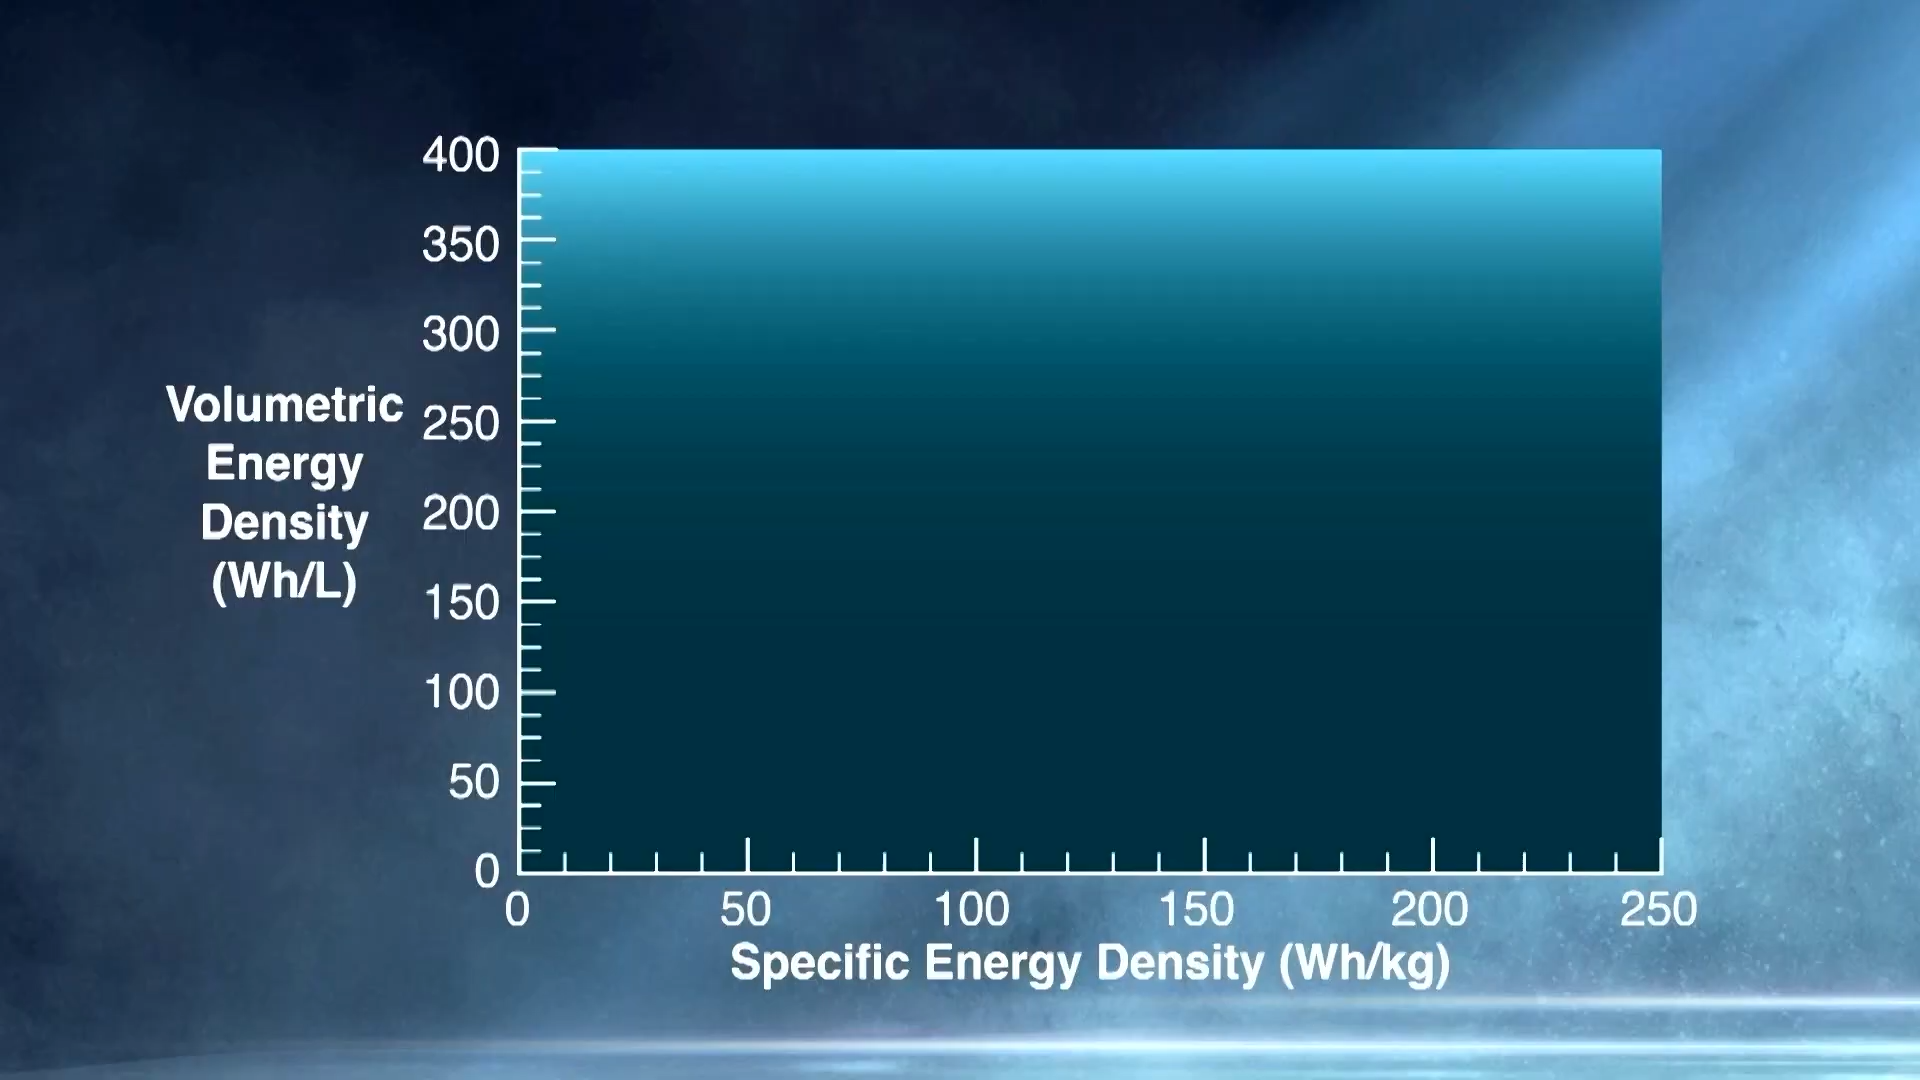 400
350
300
250
200
150
100
50
0
Volumetric
Energy
Density
(Wh/L)
0 50 100 150 200 250
Specific Energy Density (Wh/kg)